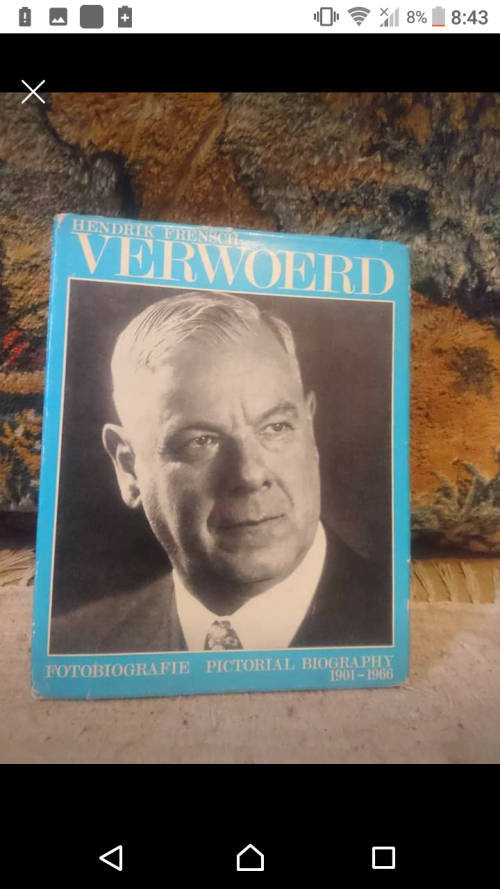 8% 8:43
HENDRIK FRENSCH
VERWOERD
FOTOBIOGRAFIE PICTORIAL BIOGRAPHY
1901-1966